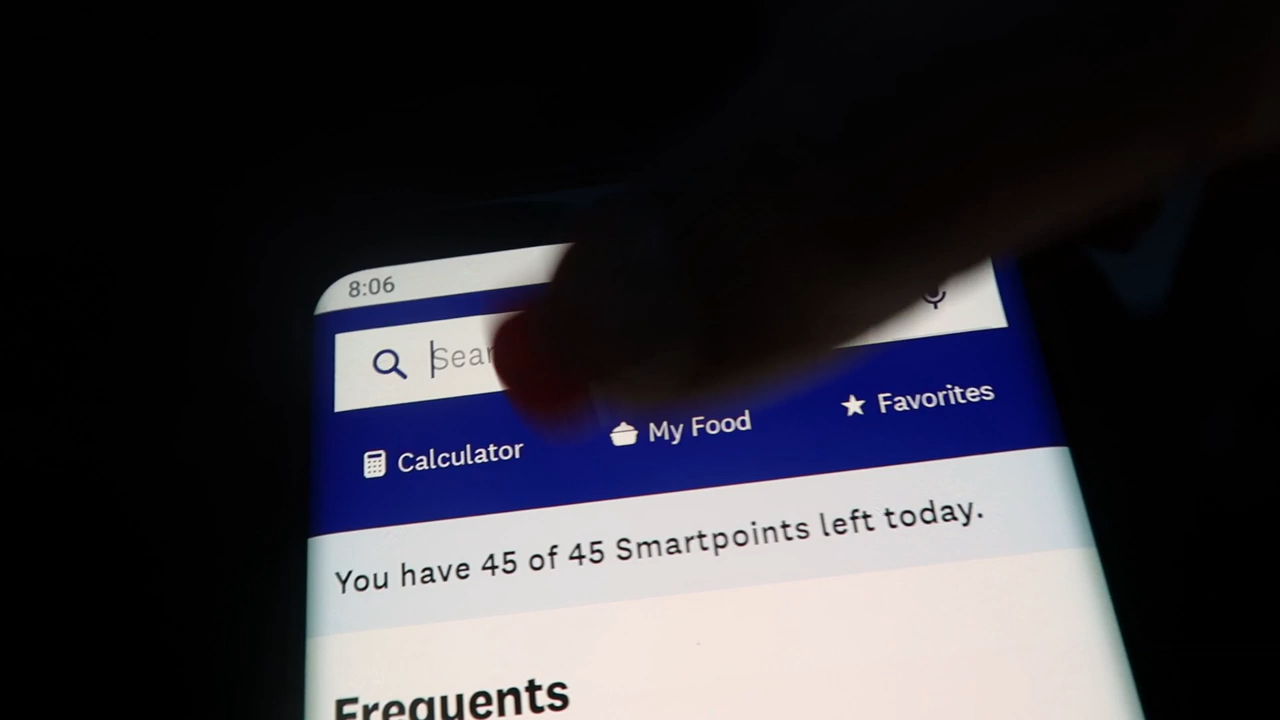 8:06
Sear
Calculator
My Food
Favorites
You have 45 of 45 Smartpoints left today.
Frequents